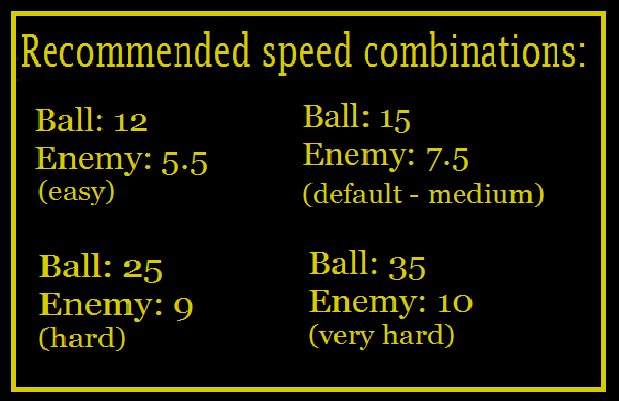 Recommended speed combinations:
Ball: 12
Enemy: 5.5
(easy)
Ball: 15
Enemy: 7.5
(default - medium)
Ball: 25
Enemy: 9
(hard)
Ball: 35
Enemy: 10
(very hard)